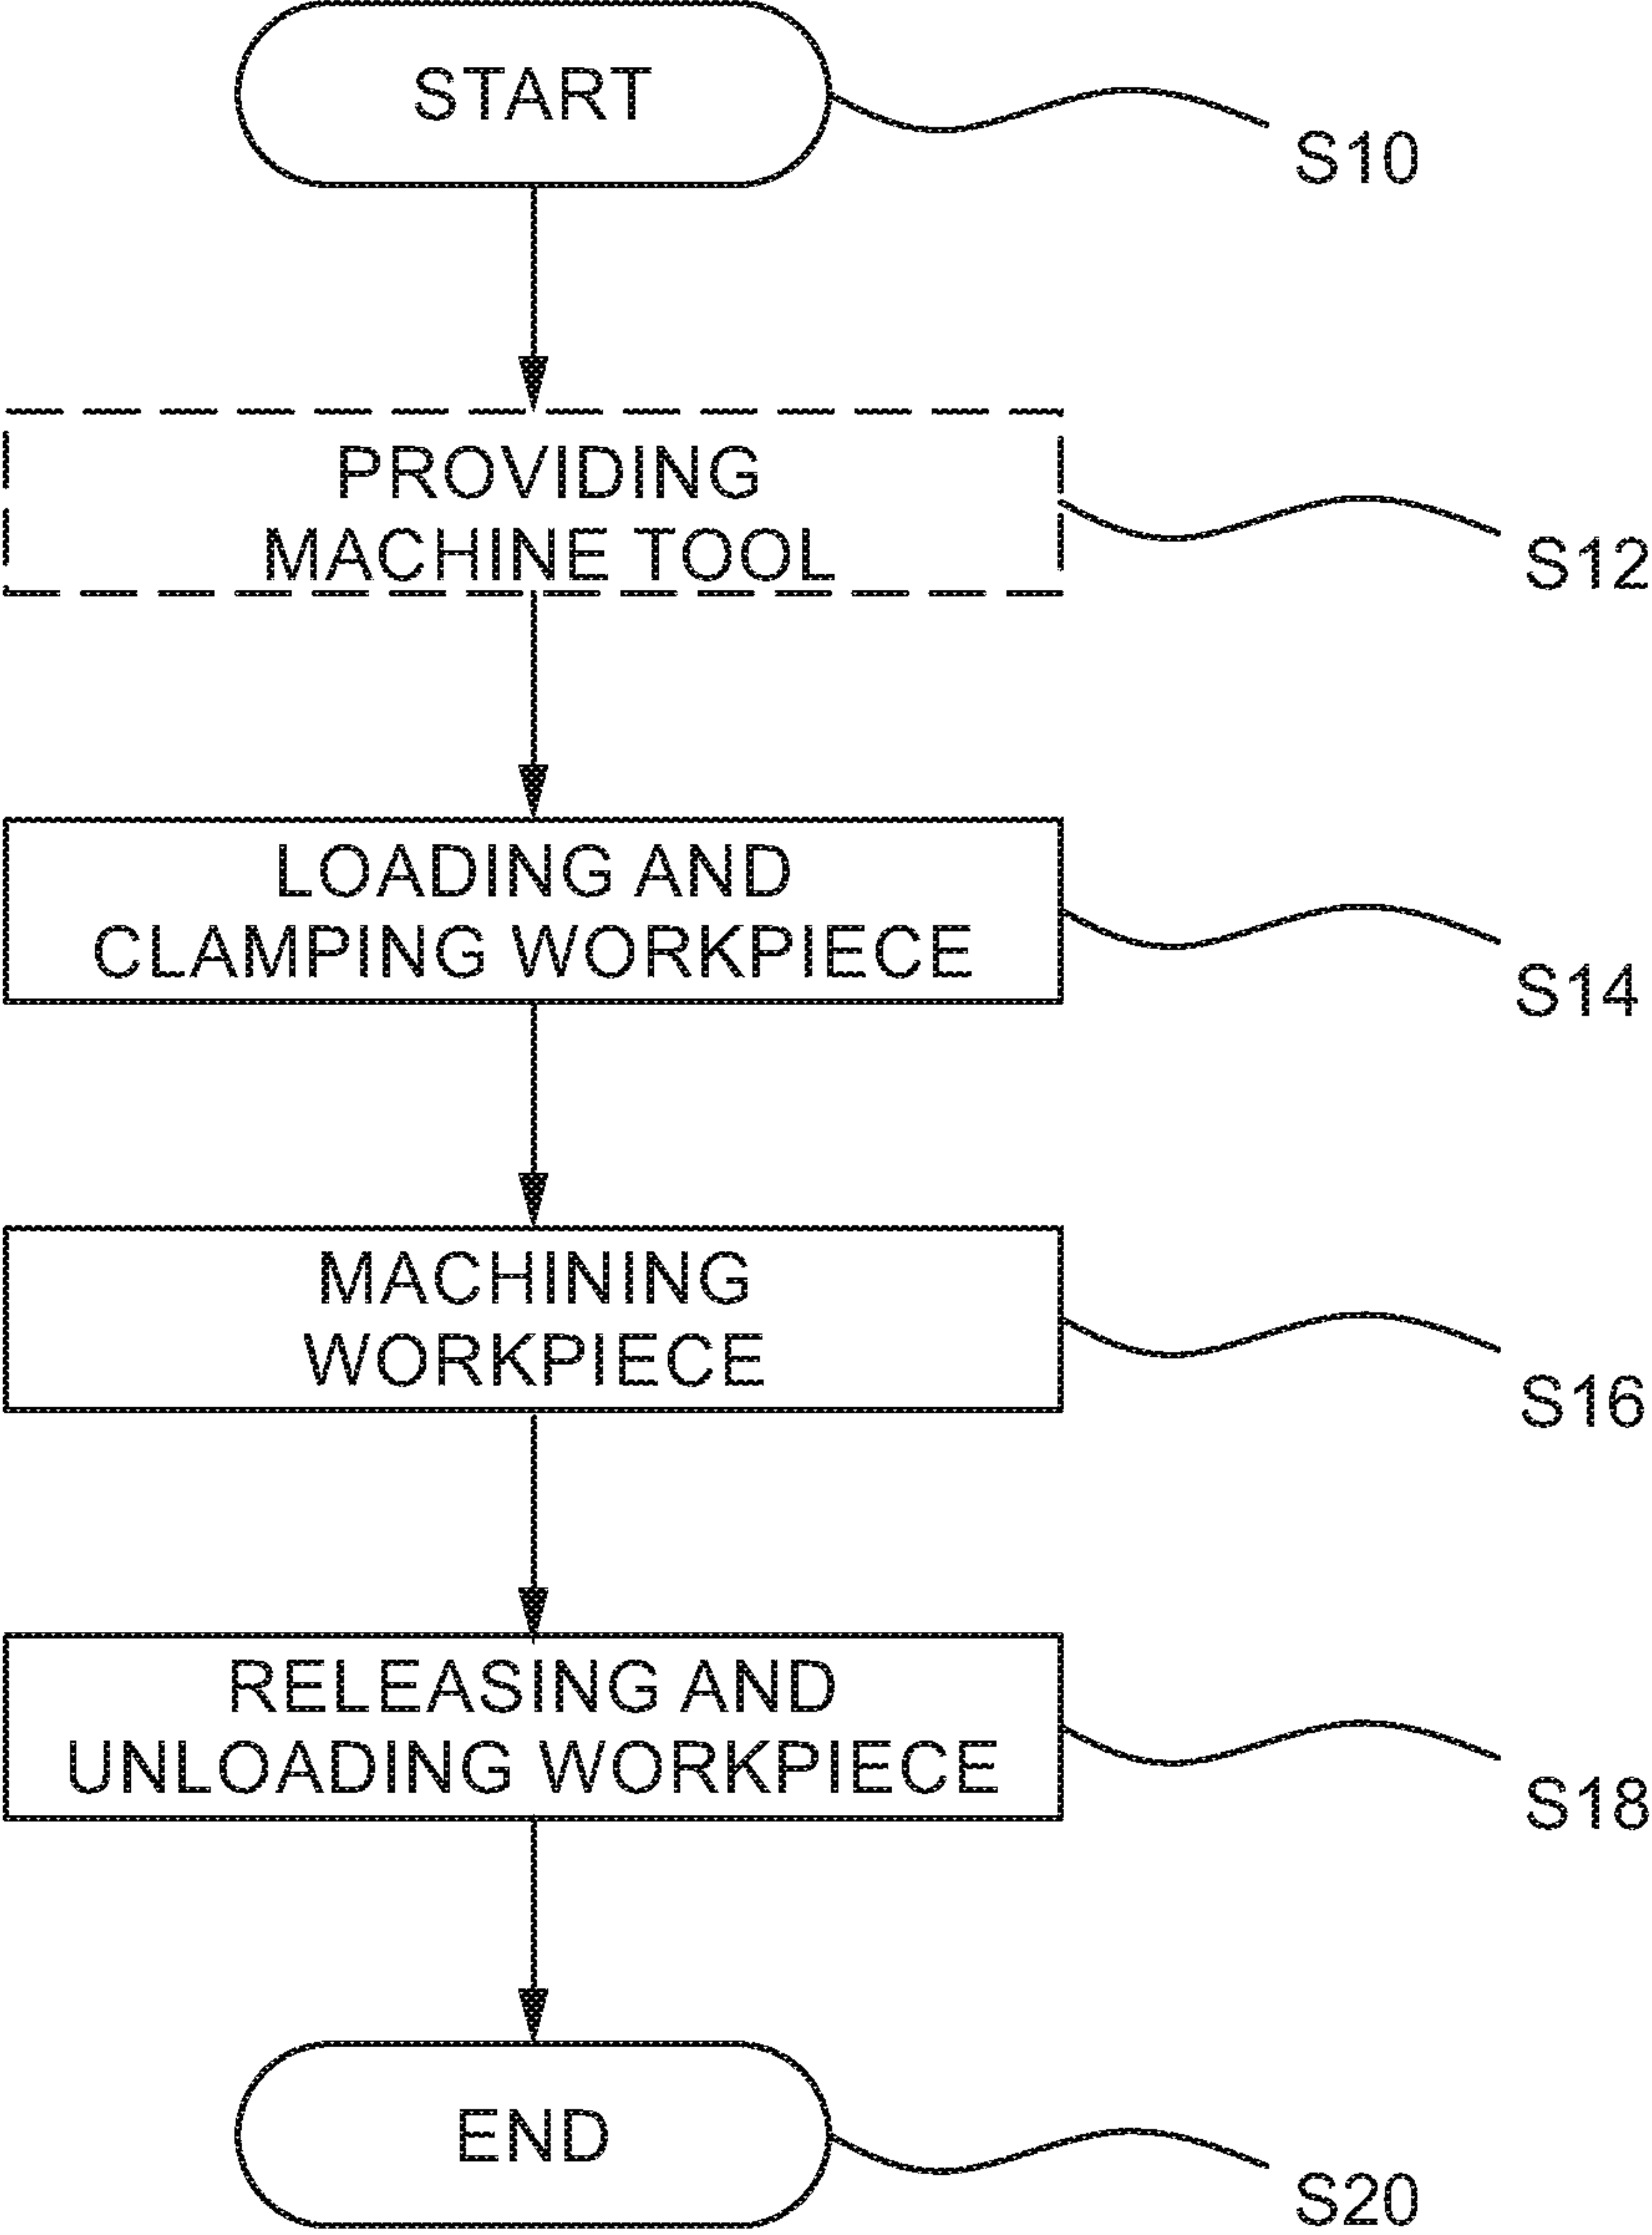 START
S10
PROVIDING
MACHINE TOOL
S12
LOADING AND
CLAMPING WORKPIECE
S14
MACHINING
WORKPIECE
S16
RELEASING AND
UNLOADING WORKPIECE
S18
END
S20